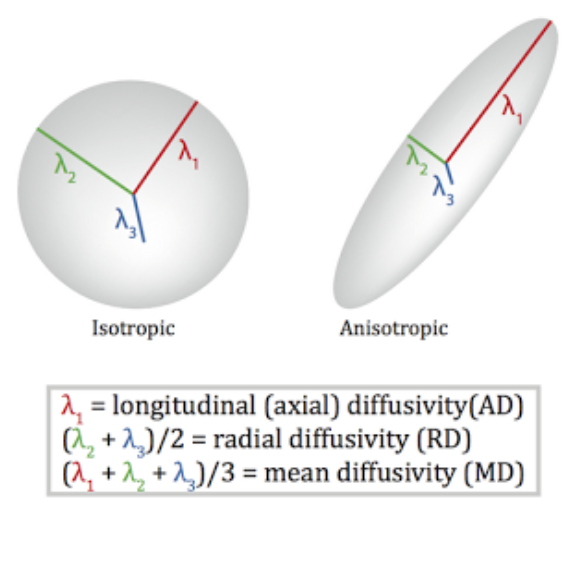 λ1
λ2
λ3
λ1
λ2
λ3
Isotropic
Anisotropic
λ1 = longitudinal (axial) diffusivity(AD)
(λ2 + λ3)/2 = radial diffusivity (RD)
(λ1 + λ2 + λ3)/3 = mean diffusivity (MD)